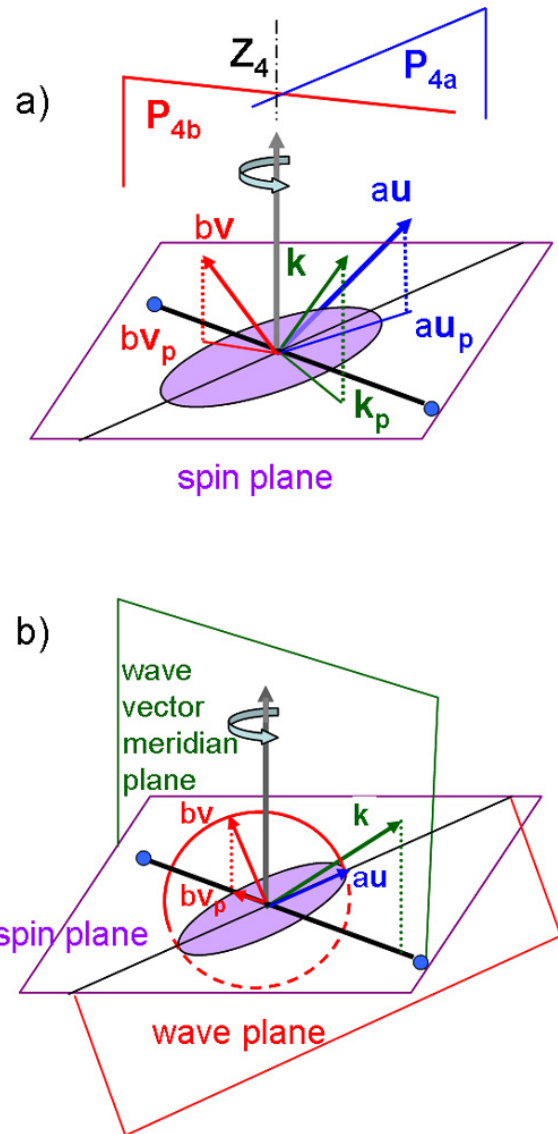 a)
Z4
P4a
P4b
bv
k
au
bvp
aup
kp
spin plane
b)
wave
vector
meridian
plane
bv
k
bvp
au
spin plane
wave plane